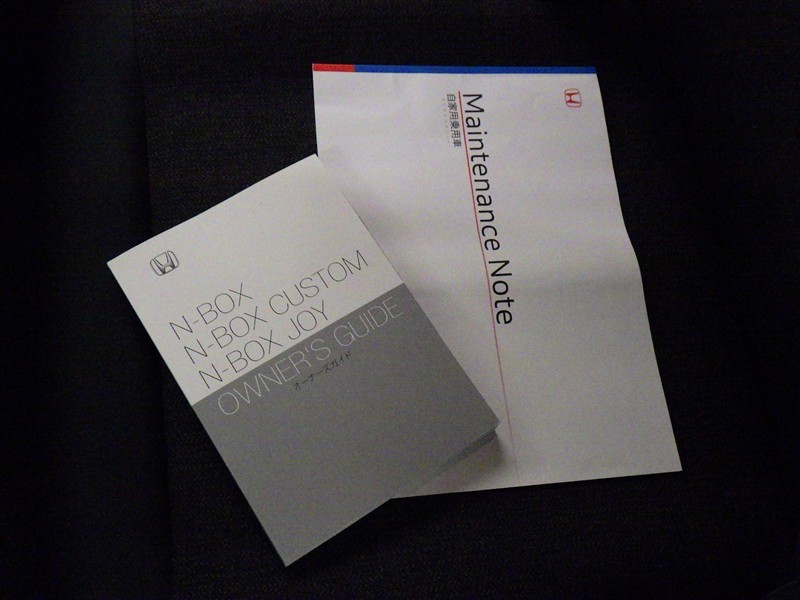 N-BOX
N-BOX CUSTOM
N-BOX JOY
OWNER'S GUIDE
オーナーズガイド
Maintenance Note
自家用乗用車